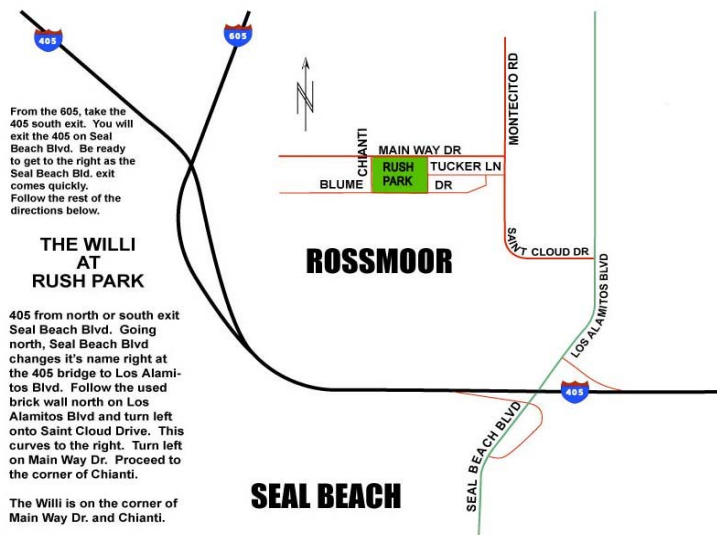 405
605
N
From the 605, take the
405 south exit. You will
exit the 405 on Seal
Beach Blvd. Be ready
to get to the right as the
Seal Beach Bld. exit
comes quickly.
Follow the rest of the
directions below.
MONTECITO RD
CHIANTI
MAIN WAY DR
RUSH
PARK
TUCKER LN
BLUME
DR
THE WILLI
AT
RUSH PARK
ROSSMOOR
SAINT CLOUD DR
LOS ALAMITOS BLVD
405 from north or south exit
Seal Beach Blvd. Going
north, Seal Beach Blvd
changes it's name right at
the 405 bridge to Los Alami-
tos Blvd. Follow the used
brick wall north on Los
Alamitos Blvd and turn left
onto Saint Cloud Drive. This
curves to the right. Turn left
on Main Way Dr. Proceed to
the corner of Chianti.
The Willi is on the corner of
Main Way Dr. and Chianti.
405
SEAL BEACH BLVD
SEAL BEACH